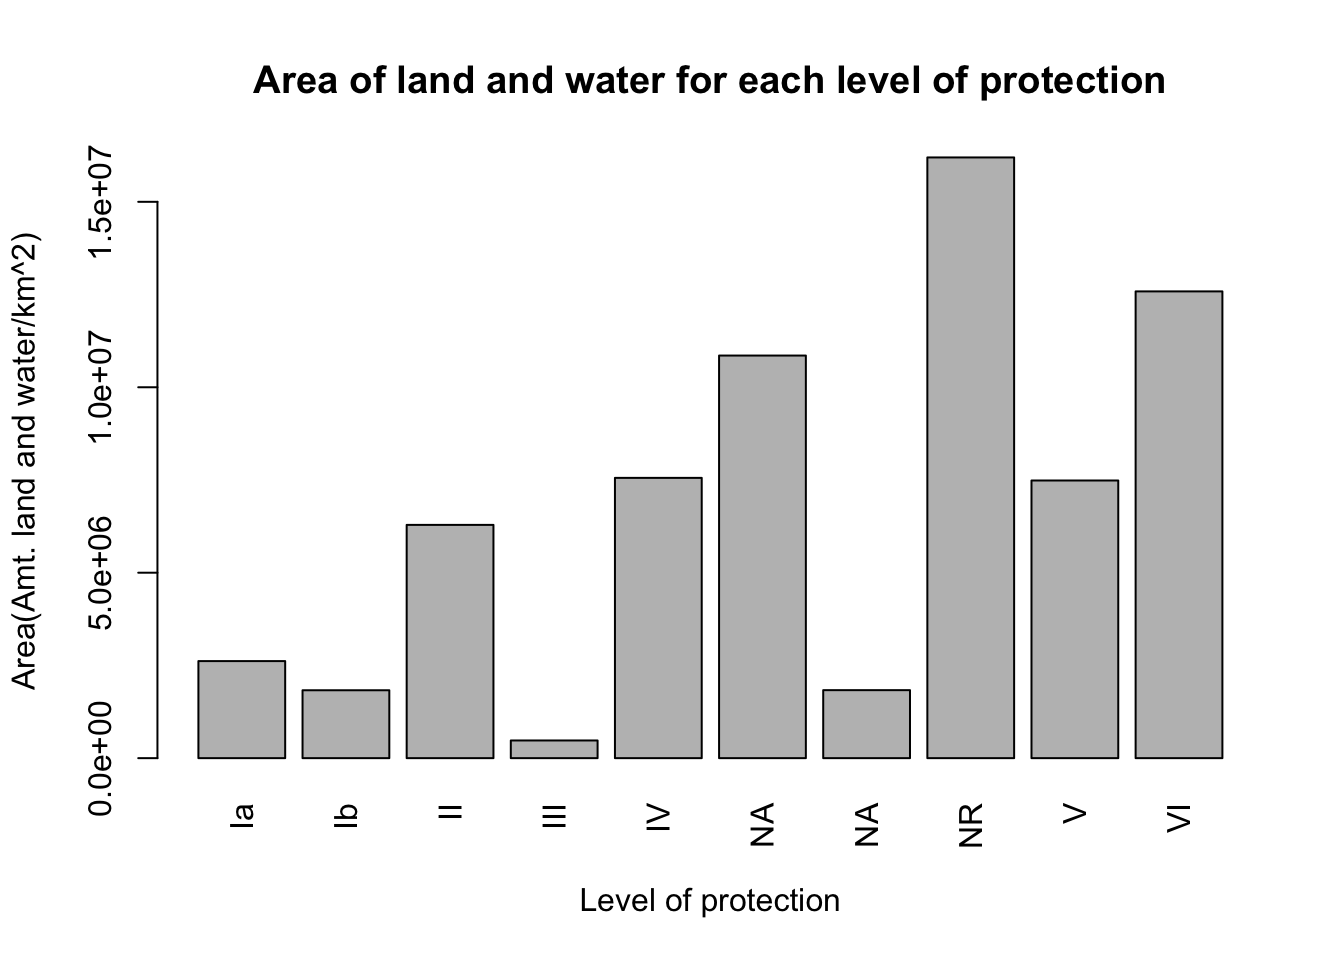 Area of land and water for each level of protection
Area(Amt. land and water/km^2)
1.5e+07
1.0e+07
5.0e+06
0.0e+00
Ia
Ib
II
III
IV
NA
NA
NR
V
VI
Level of protection